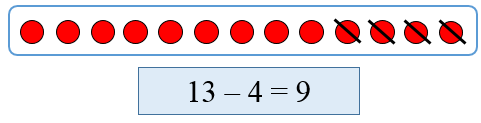 13 – 4 = 9